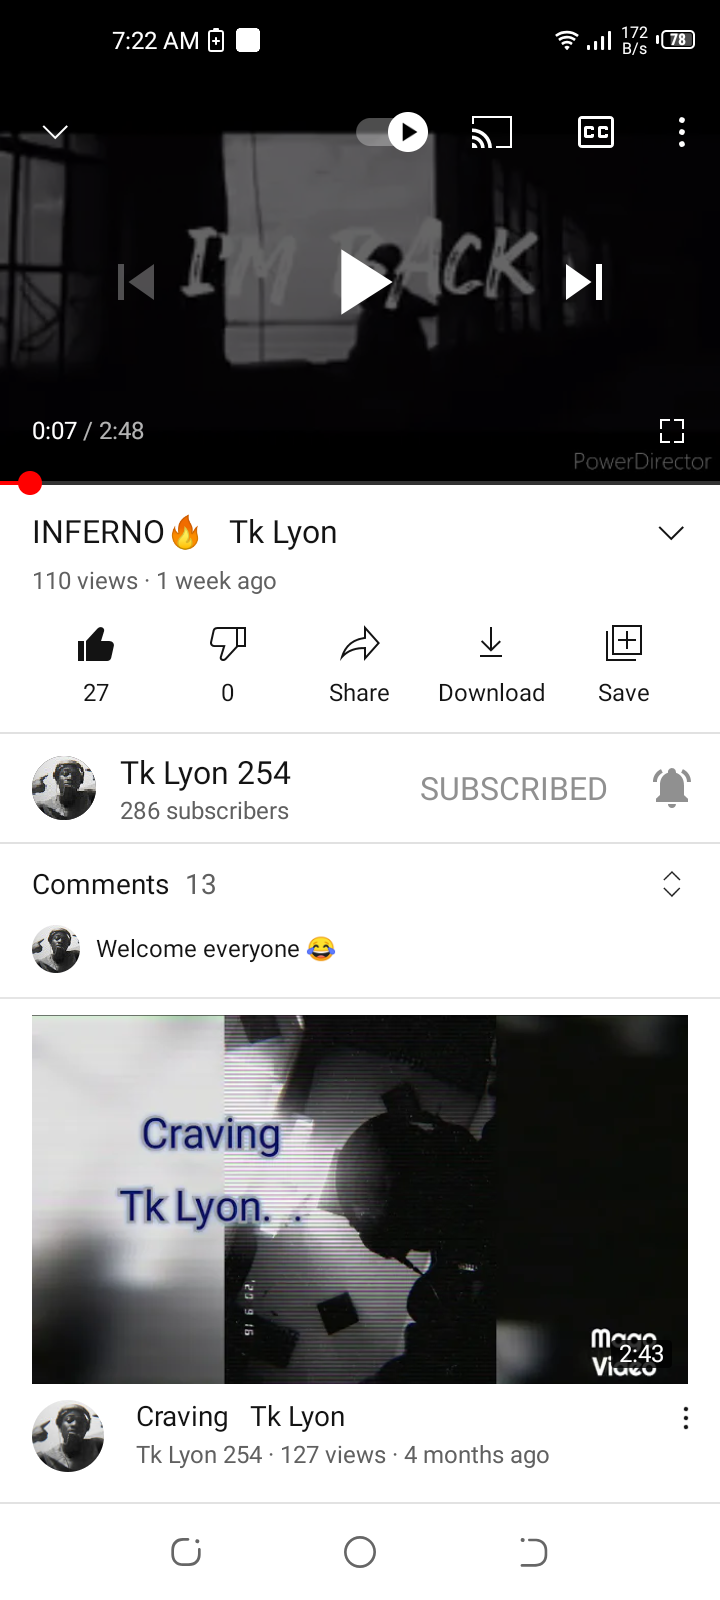 7:22 AM
172
B/s
78
CC
I'M BACK
0:07 / 2:48
PowerDirector
INFERNO🔥 Tk Lyon
110 views · 1 week ago
27
0
Share
Download
Save
Tk Lyon 254
286 subscribers
SUBSCRIBED
Comments 13
Welcome everyone 😂
Craving
Tk Lyon. .
2:43
Craving Tk Lyon
Tk Lyon 254 · 127 views · 4 months ago